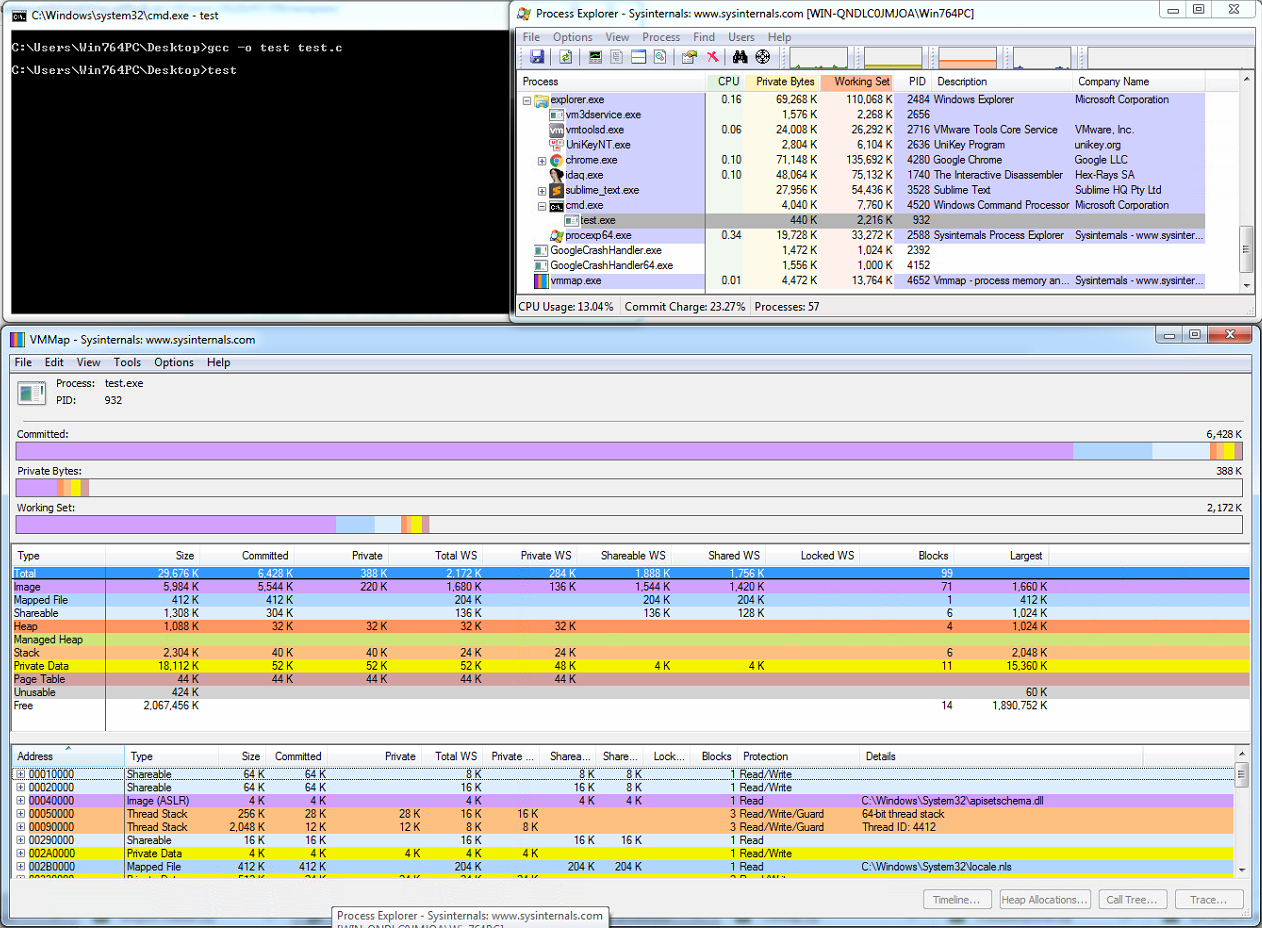 C:\Windows\system32\cmd.exe - test
C:\Users\Win764PC\Desktop>gcc -o test test.c
C:\Users\Win764PC\Desktop>test
Process Explorer - Sysinternals: www.sysinternals.com [WIN-QNDLC0JMJOA\Win764PC]
File Options View Process Find Users Help
Process CPU Private Bytes Working Set PID Description Company Name
explorer.exe 0.16 69,268 K 110,068 K 2484 Windows Explorer Microsoft Corporation
vm3dservice.exe 1,576 K 2,268 K 2656
vmtoolsd.exe 0.06 24,008 K 26,292 K 2716 VMware Tools Core Service VMware, Inc.
UniKeyNT.exe 2,804 K 6,104 K 2636 UniKey Program unikey.org
chrome.exe 0.10 71,148 K 135,692 K 4280 Google Chrome Google LLC
idaq.exe 0.10 48,064 K 75,132 K 1740 The Interactive Disassembler Hex-Rays SA
sublime_text.exe 27,956 K 54,436 K 3528 Sublime Text Sublime HQ Pty Ltd
cmd.exe 4,040 K 7,760 K 4520 Windows Command Processor Microsoft Corporation
test.exe 440 K 2,216 K 932
procexp64.exe 0.34 19,728 K 33,272 K 2588 Sysinternals Process Explorer Sysinternals - www.sysinter...
GoogleCrashHandler.exe 1,472 K 1,024 K 2392
GoogleCrashHandler64.exe 1,556 K 1,000 K 4152
vmmap.exe 0.01 4,472 K 13,764 K 4652 Vmmap - process memory an... Sysinternals - www.sysinter...
CPU Usage: 13.04% Commit Charge: 23.27% Processes: 57
VMMap - Sysinternals: www.sysinternals.com
File Edit View Tools Options Help
Process: test.exe
PID: 932
Committed: 6,428 K
Private Bytes: 388 K
Working Set: 2,172 K
Type Size Committed Private Total WS Private WS Shareable WS Shared WS Locked WS Blocks Largest
Total 29,676 K 6,428 K 388 K 2,172 K 284 K 1,888 K 1,756 K 99
Image 5,984 K 5,544 K 220 K 1,680 K 136 K 1,544 K 1,420 K 71 1,660 K
Mapped File 412 K 412 K 204 K 204 K 204 K 1 412 K
Shareable 1,308 K 304 K 136 K 136 K 128 K 6 1,024 K
Heap 1,088 K 32 K 32 K 32 K 32 K 4 1,024 K
Managed Heap
Stack 2,304 K 40 K 40 K 24 K 24 K 6 2,048 K
Private Data 18,112 K 52 K 52 K 52 K 48 K 4 K 4 K 11 15,360 K
Page Table 44 K 44 K 44 K 44 K 44 K
Unusable 424 K 60 K
Free 2,067,456 K 14 1,890,752 K
Address Type Size Committed Private Total WS Private ... Sharea... Share... Lock... Blocks Protection Details
00010000 Shareable 64 K 64 K 8 K 8 K 8 K 1 Read/Write
00020000 Shareable 64 K 64 K 16 K 16 K 8 K 1 Read/Write
00040000 Image (ASLR) 4 K 4 K 4 K 4 K 4 K 1 Read C:\Windows\System32\apisetschema.dll
00050000 Thread Stack 256 K 28 K 28 K 16 K 16 K 3 Read/Write/Guard 64-bit thread stack
00090000 Thread Stack 2,048 K 12 K 12 K 8 K 8 K 3 Read/Write/Guard Thread ID: 4412
00290000 Shareable 16 K 16 K 16 K 16 K 16 K 1 Read
002A0000 Private Data 4 K 4 K 4 K 4 K 4 K 1 Read/Write
002B0000 Mapped File 412 K 412 K 204 K 204 K 204 K 1 Read C:\Windows\System32\locale.nls
Timeline... Heap Allocations... Call Tree... Trace...
Process Explorer - Sysinternals: www.sysinternals.com